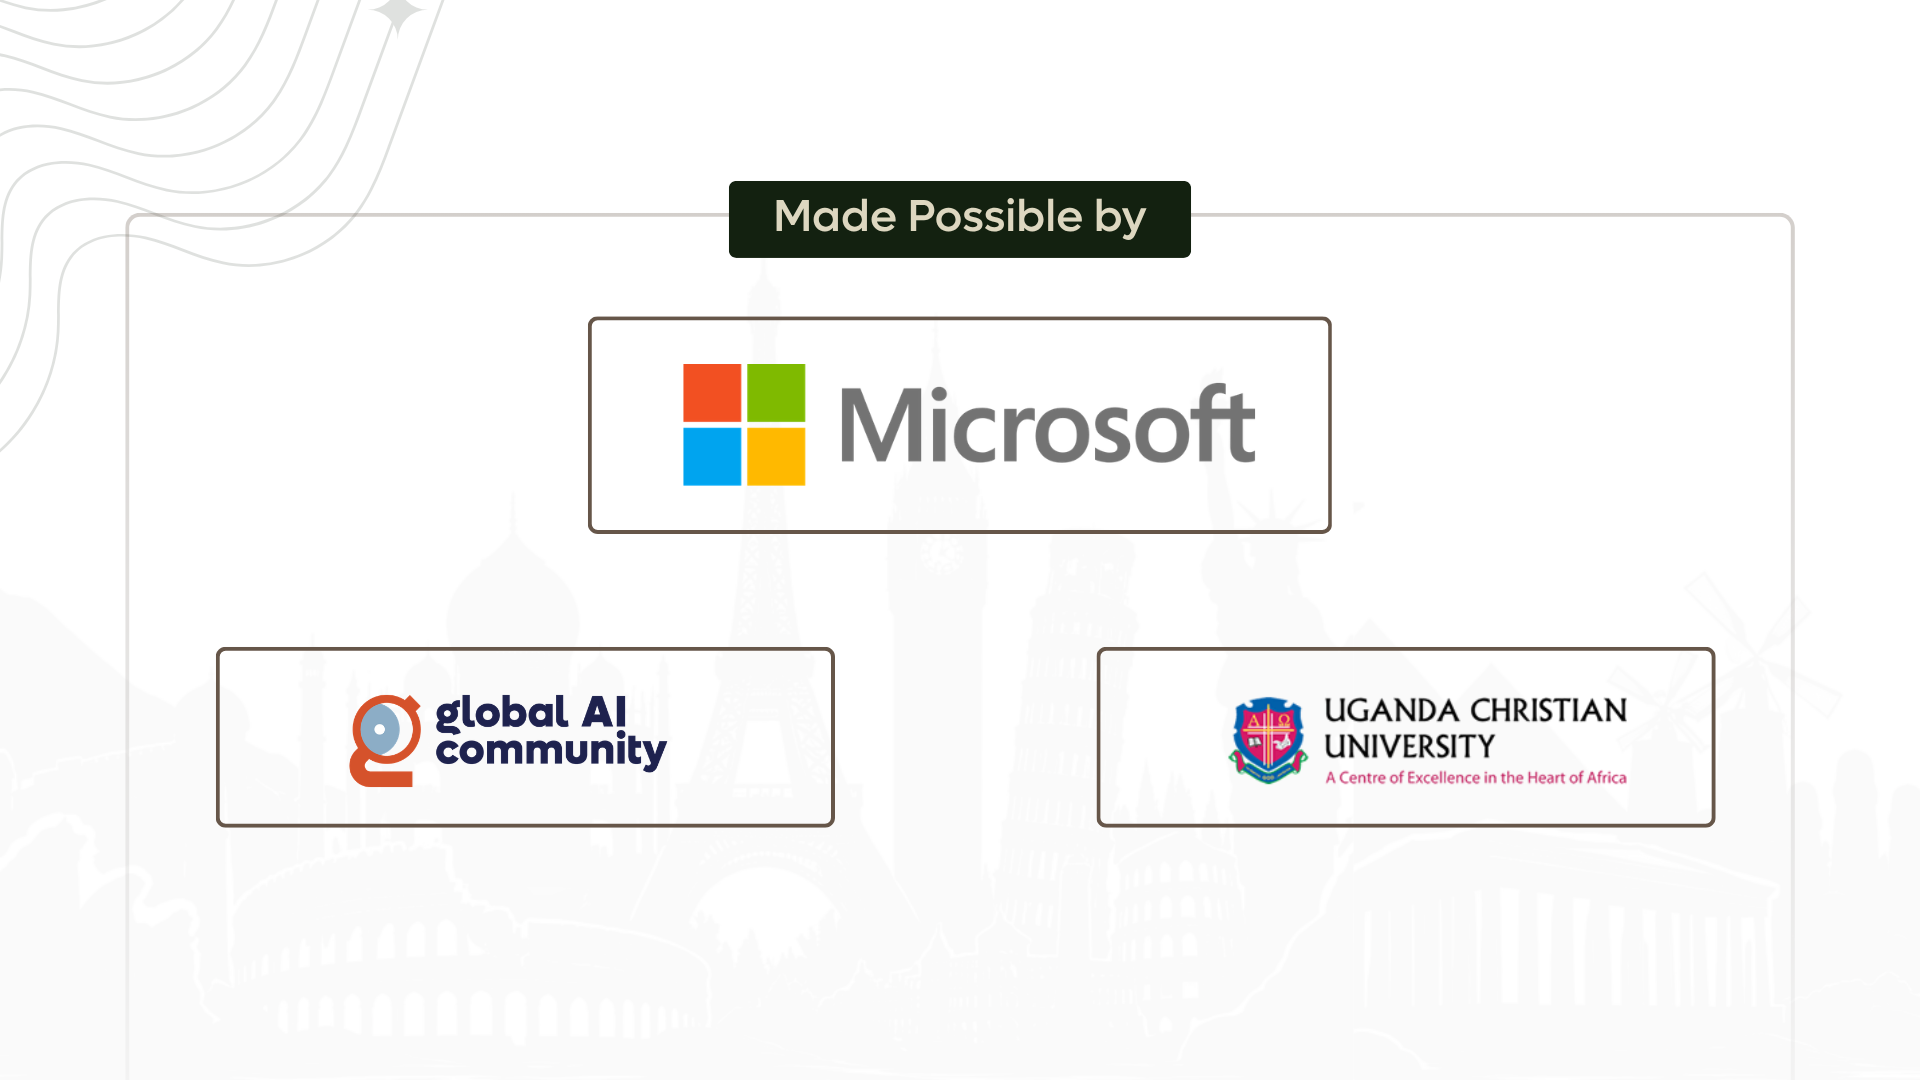 Made Possible by
Microsoft
global AI
community
UGANDA CHRISTIAN
UNIVERSITY
A Centre of Excellence in the Heart of Africa
Α Ω